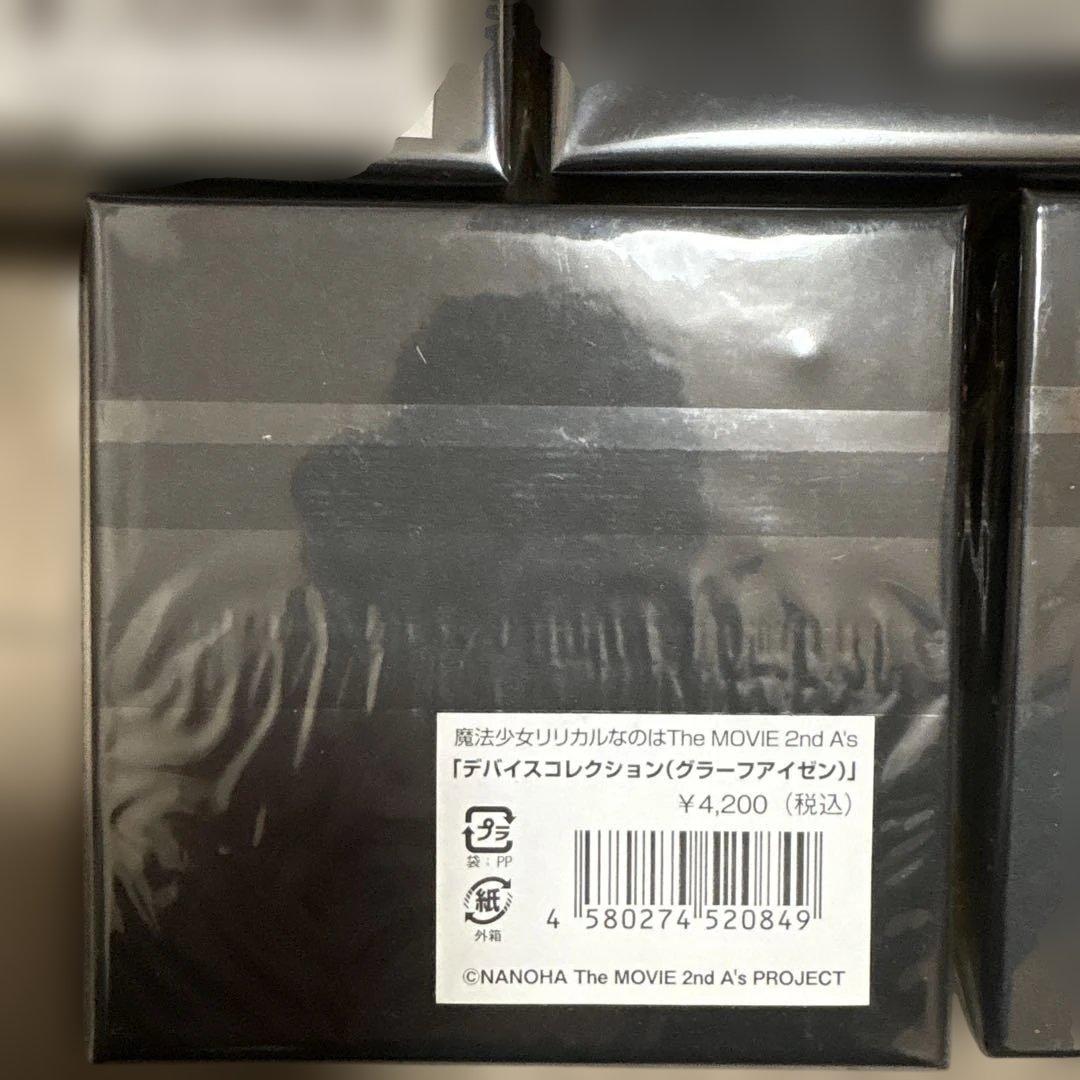 魔法少女リリカルなのはThe MOVIE 2nd A's
「デバイスコレクション(グラーフアイゼン)」
￥4,200（税込）
プラ
袋：PP
紙
外箱
4 580274 520849
©NANOHA The MOVIE 2nd A's PROJECT